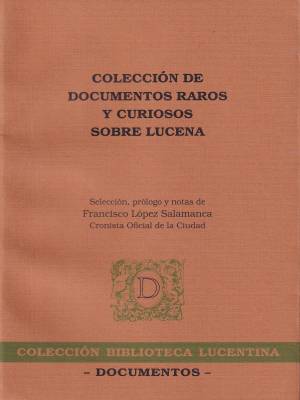 COLECCIÓN DE
DOCUMENTOS RAROS
Y CURIOSOS
SOBRE LUCENA
Selección, prólogo y notas de
Francisco López Salamanca
Cronista Oficial de la Ciudad
D
COLECCIÓN BIBLIOTECA LUCENTINA
– DOCUMENTOS –